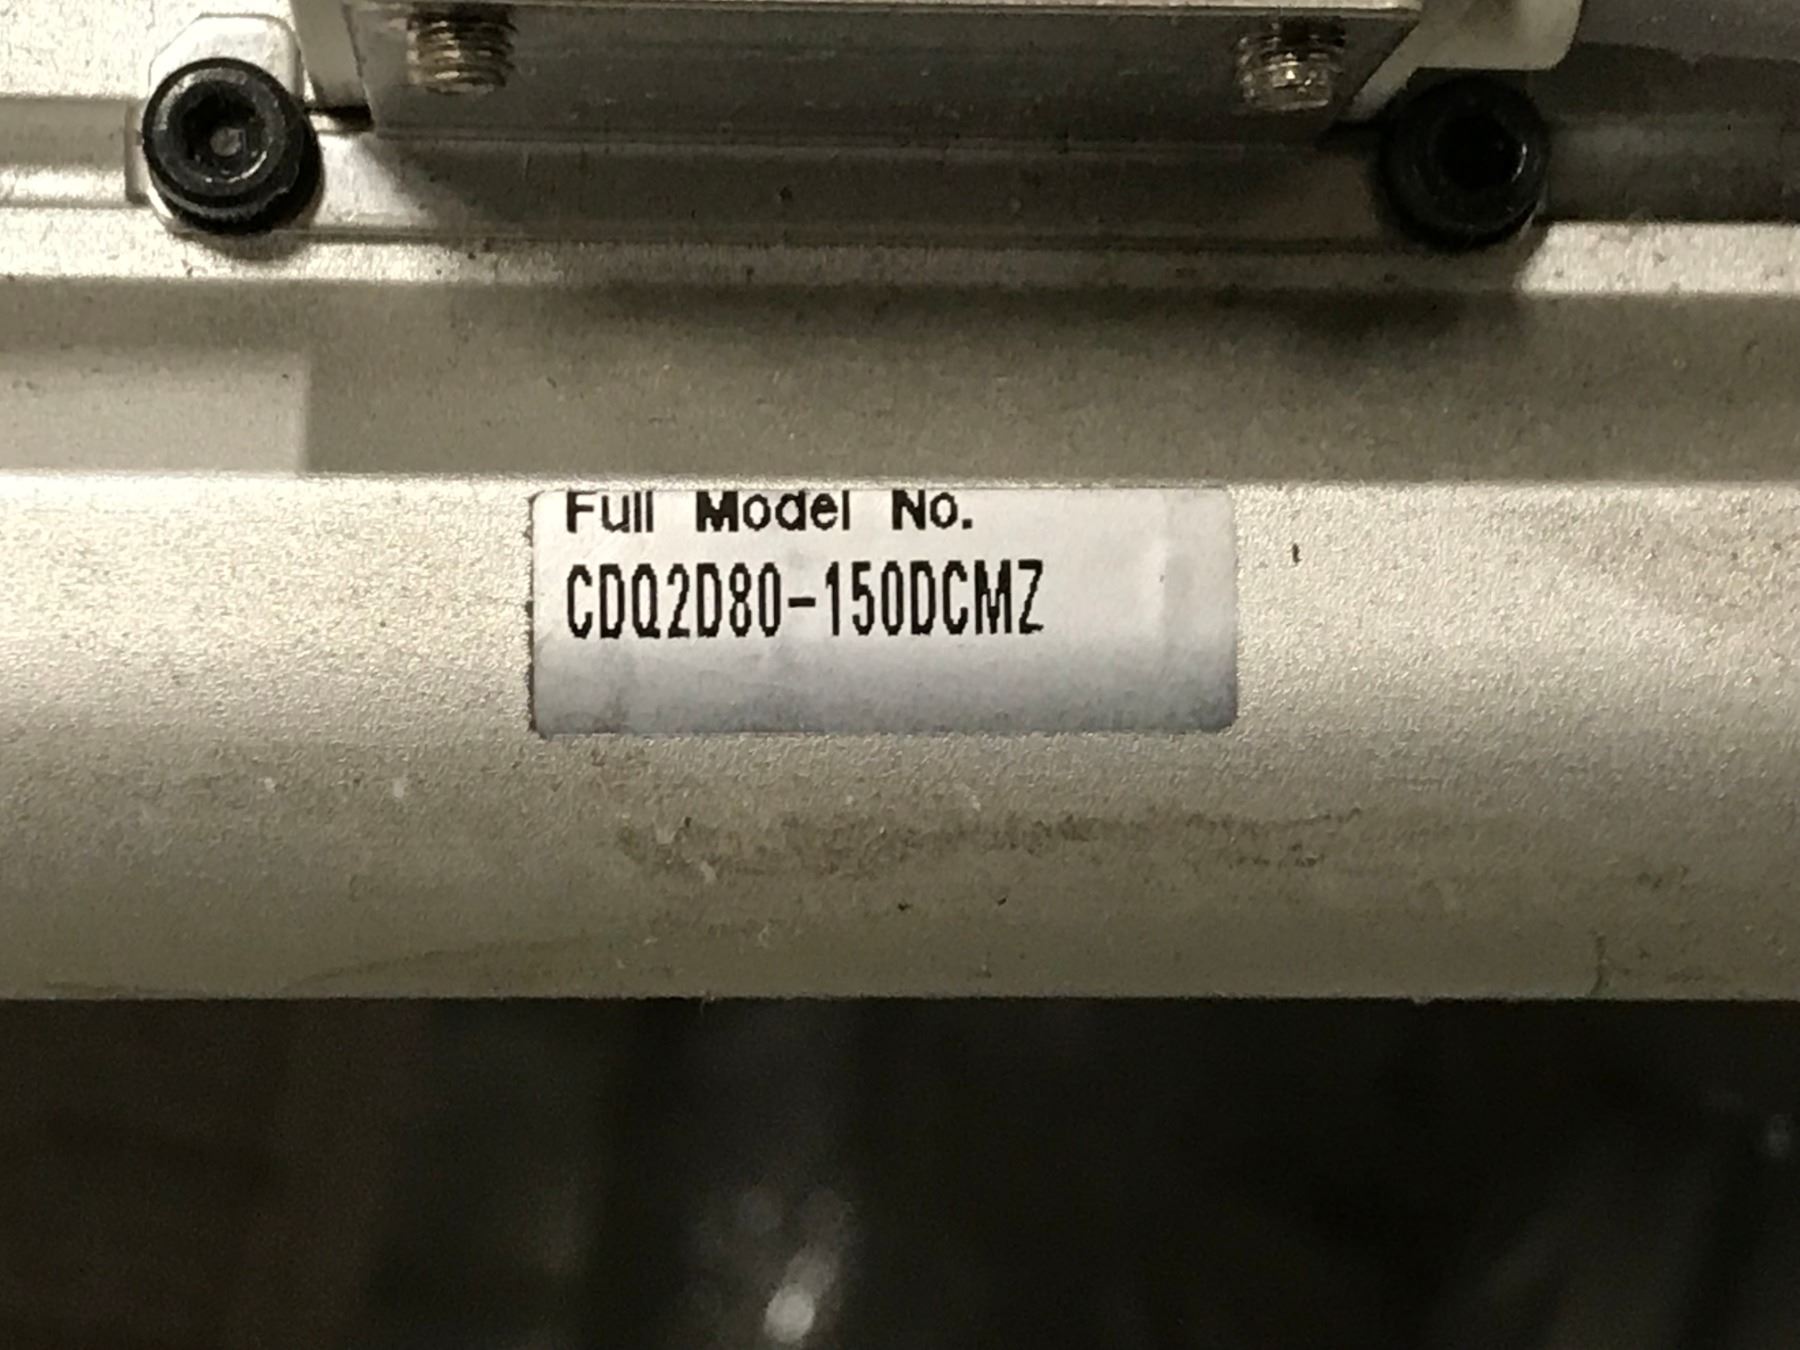 Full Model No.
CDQ2D80-150DCMZ